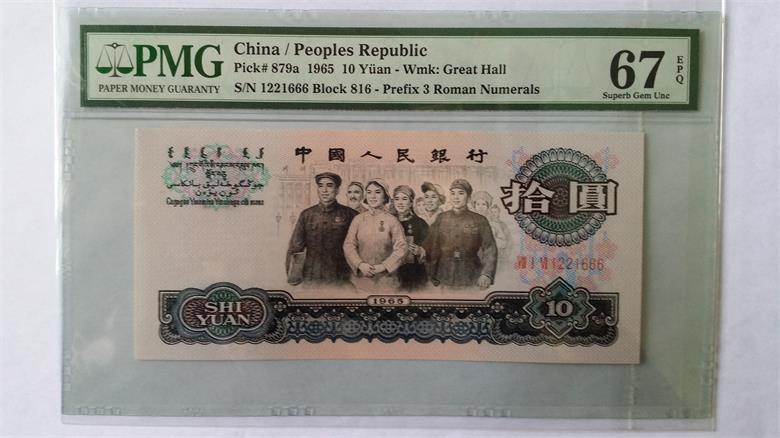 PMG
PAPER MONEY GUARANTY
China / Peoples Republic
Pick# 879a 1965 10 Yüan - Wmk: Great Hall
S/N 1221666 Block 816 - Prefix 3 Roman Numerals
67 EPQ
Superb Gem Unc
中國人民銀行
拾圓
VIII I VI 1221666
1965
SHI
YUAN
10